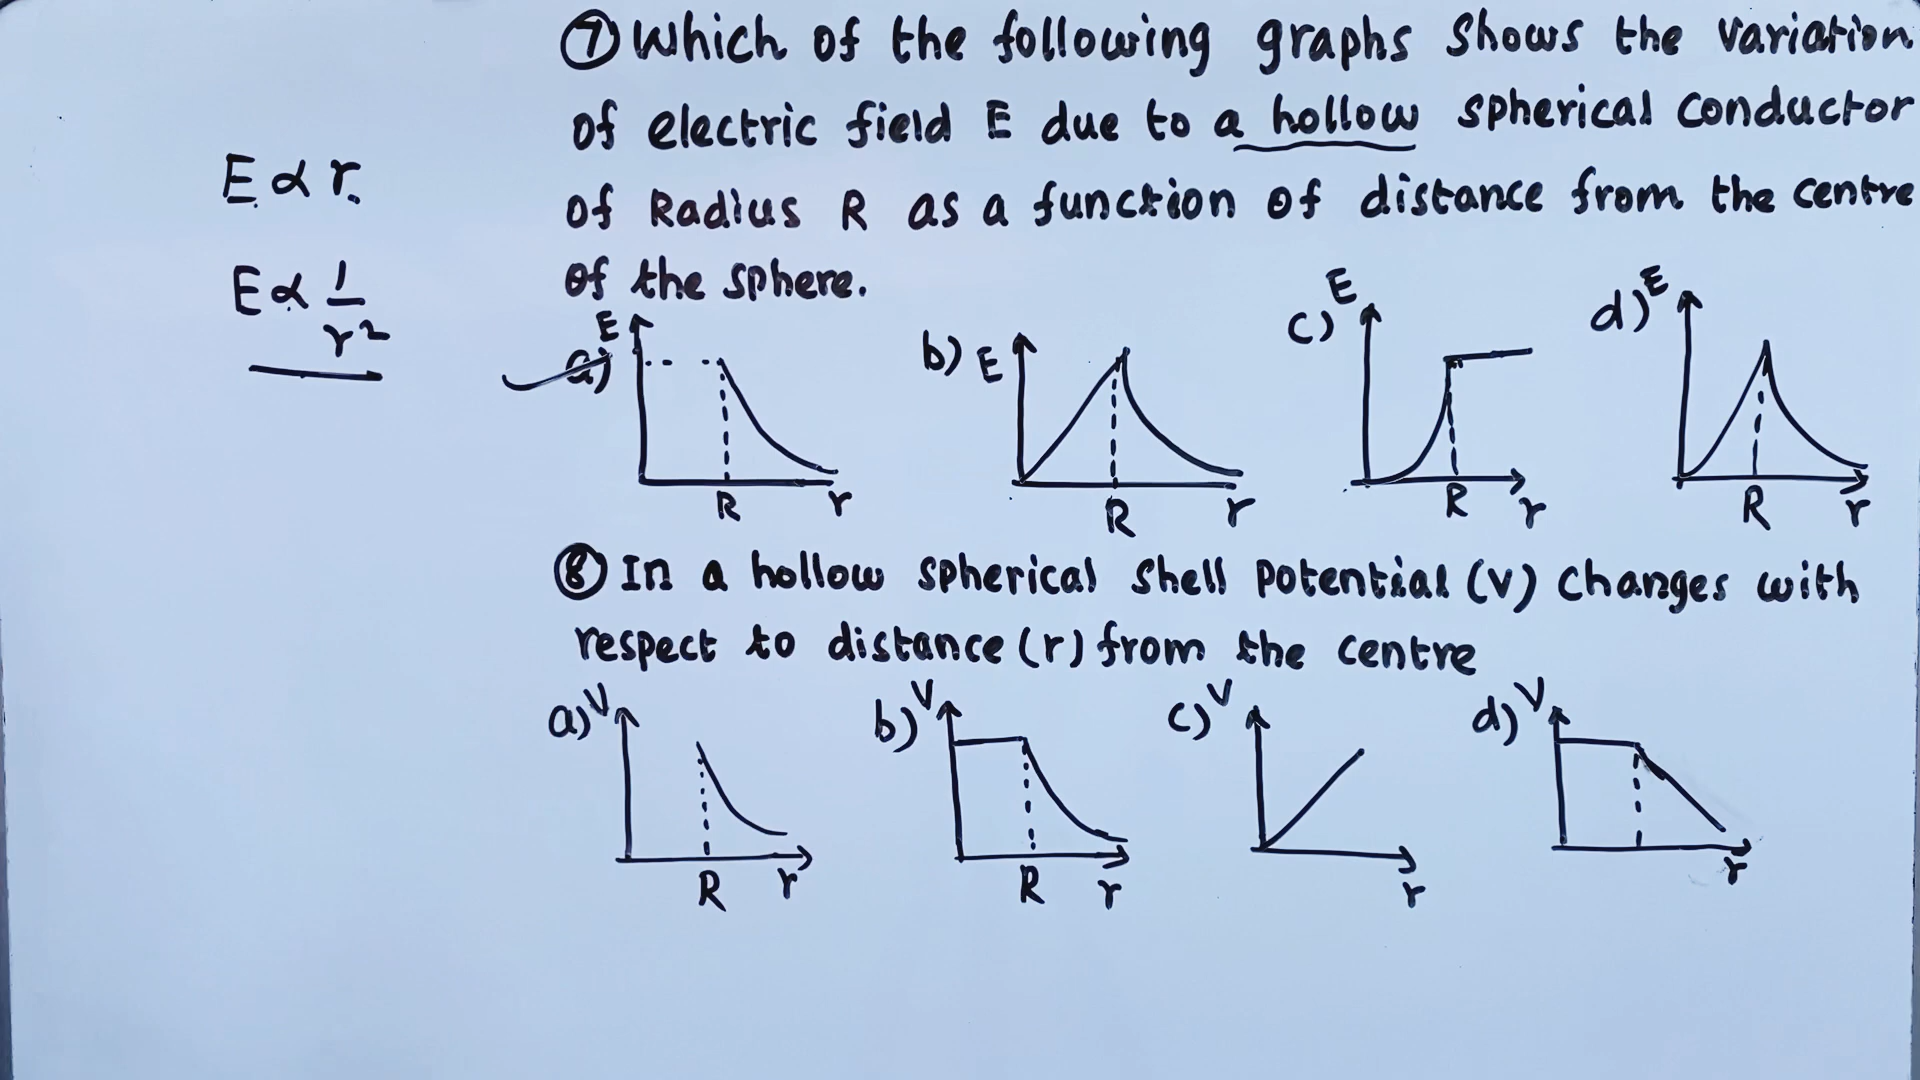 ⑦ Which of the following graphs shows the variation
of electric field E due to a hollow spherical conductor
of Radius R as a function of distance from the centre
of the sphere.
E ∝ r.
E ∝ 1/r²
a) E R r
b) E R r
c) E R r
d) E R r
⑧ In a hollow spherical shell potential (V) changes with
respect to distance (r) from the centre
a) V R r
b) V R r
c) V r
d) V r